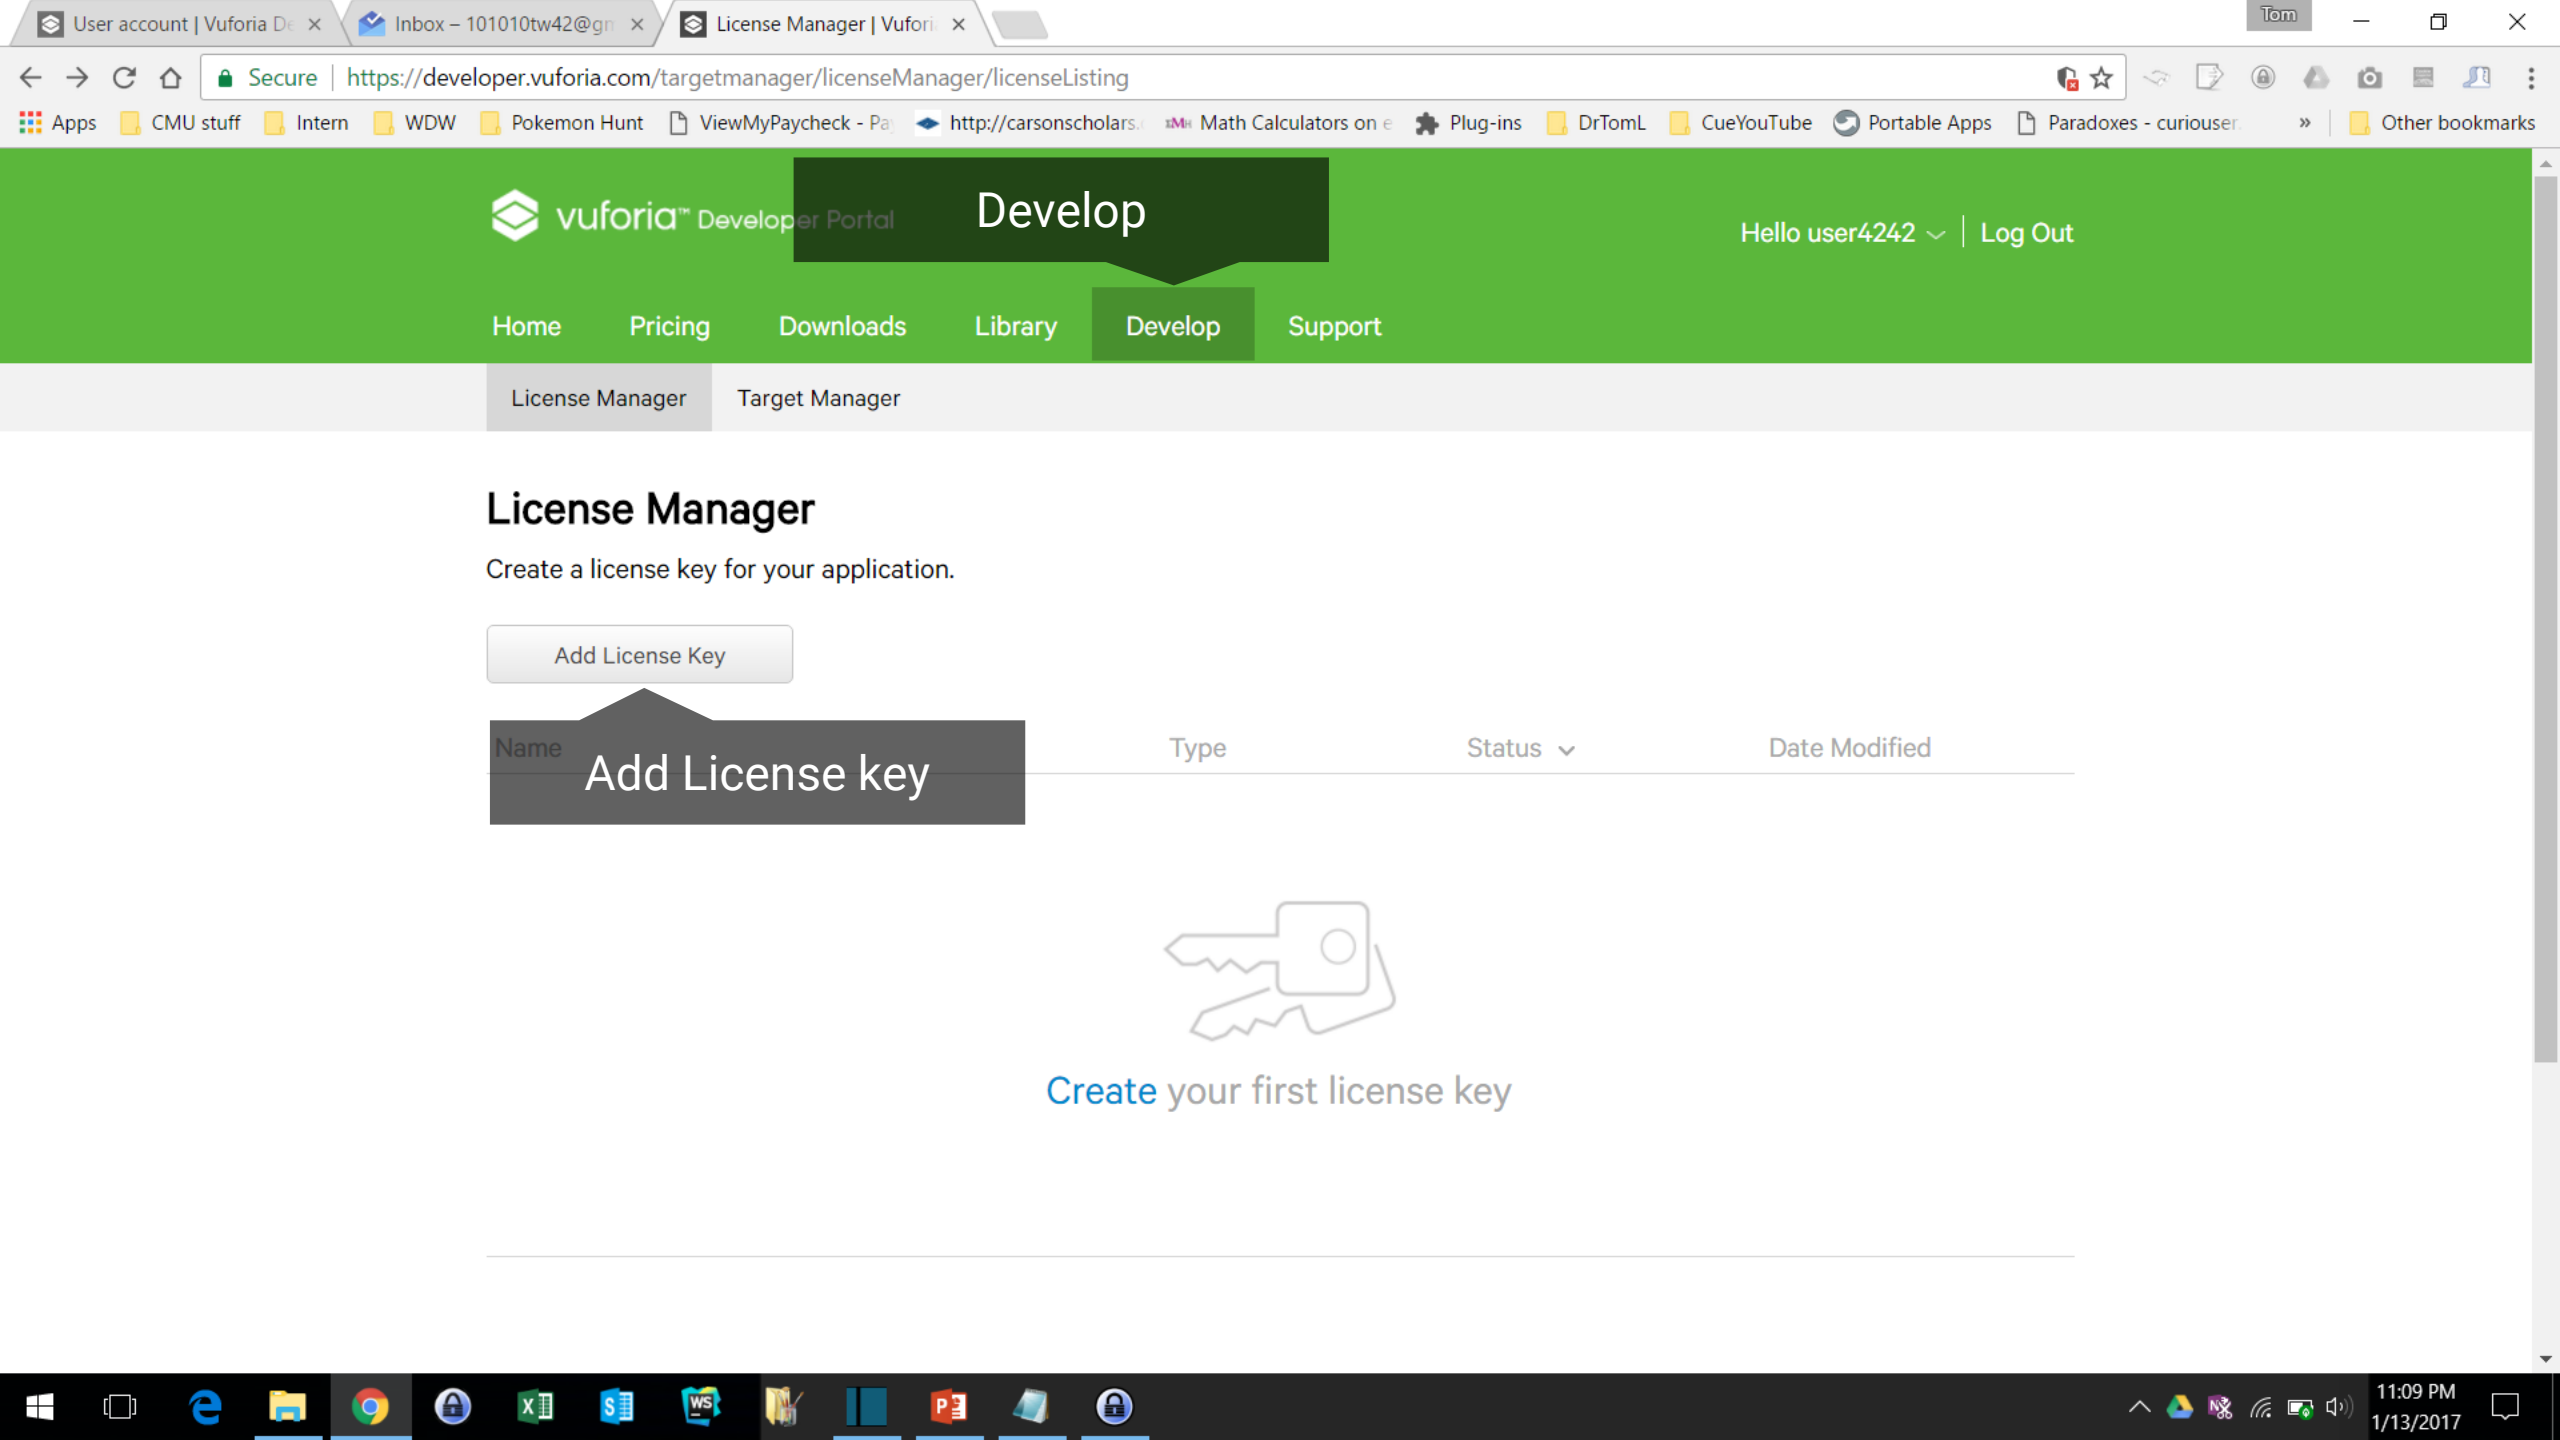 User account | Vuforia De
Inbox – 101010tw42@gm
License Manager | Vufori
Tom
Secure
https://developer.vuforia.com/targetmanager/licenseManager/licenseListing
Apps
CMU stuff
Intern
WDW
Pokemon Hunt
ViewMyPaycheck - Pa
http://carsonscholars.
Math Calculators on e
Plug-ins
DrTomL
CueYouTube
Portable Apps
Paradoxes - curiouser.
»
Other bookmarks
vuforia™ Developer Portal
Develop
Hello user4242
Log Out
Home
Pricing
Downloads
Library
Develop
Support
License Manager
Target Manager
License Manager
Create a license key for your application.
Add License Key
Name
Type
Status
Date Modified
Add License key
Create your first license key
11:09 PM
1/13/2017